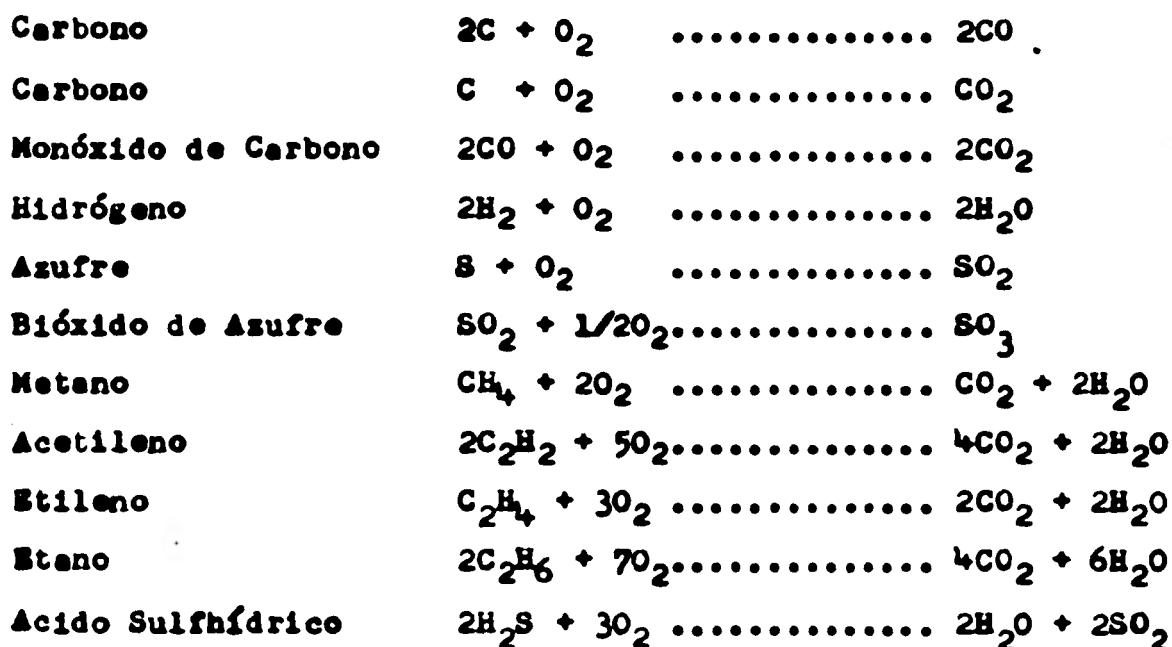 Carbono 2C + O2 .............. 2CO
Carbono C + O2 .............. CO2
Monóxido de Carbono 2CO + O2 .............. 2CO2
Hidrógeno 2H2 + O2 .............. 2H2O
Azufre S + O2 .............. SO2
Bióxido de Azufre SO2 + 1/2O2.............. SO3
Metano CH4 + 2O2 .............. CO2 + 2H2O
Acetileno 2C2H2 + 5O2.............. 4CO2 + 2H2O
Etileno C2H4 + 3O2 .............. 2CO2 + 2H2O
Etano 2C2H6 + 7O2.............. 4CO2 + 6H2O
Acido Sulfhídrico 2H2S + 3O2 .............. 2H2O + 2SO2